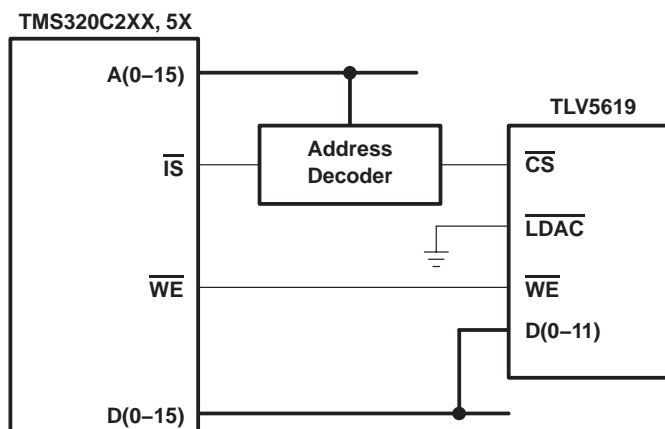 TMS320C2XX, 5X
A(0–15)
TLV5619
Address
Decoder
IS
CS
LDAC
WE
WE
D(0–11)
D(0–15)